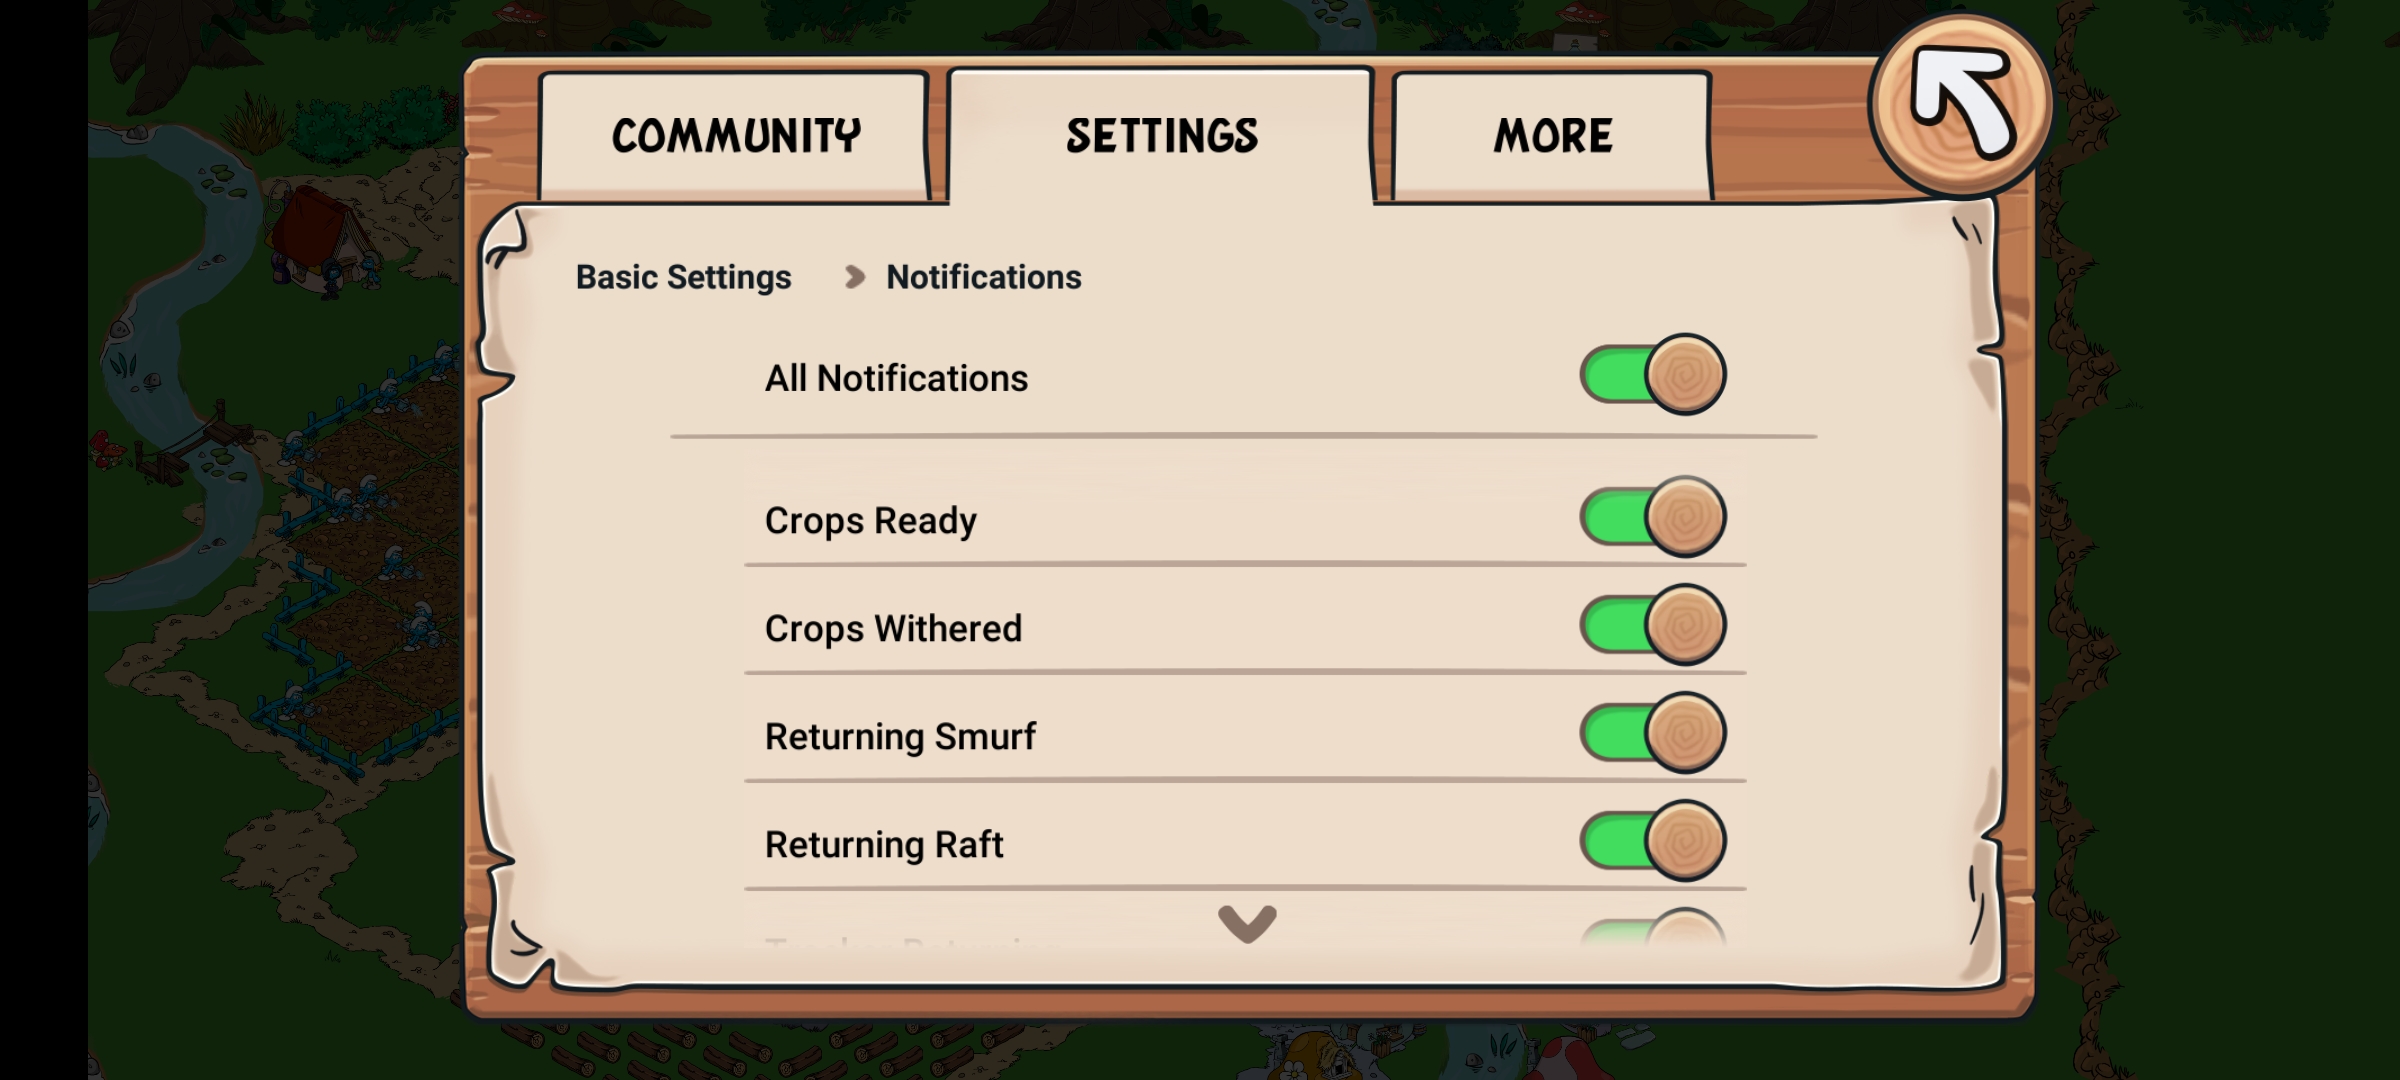 COMMUNITY
SETTINGS
MORE
Basic Settings
Notifications
All Notifications
Crops Ready
Crops Withered
Returning Smurf
Returning Raft